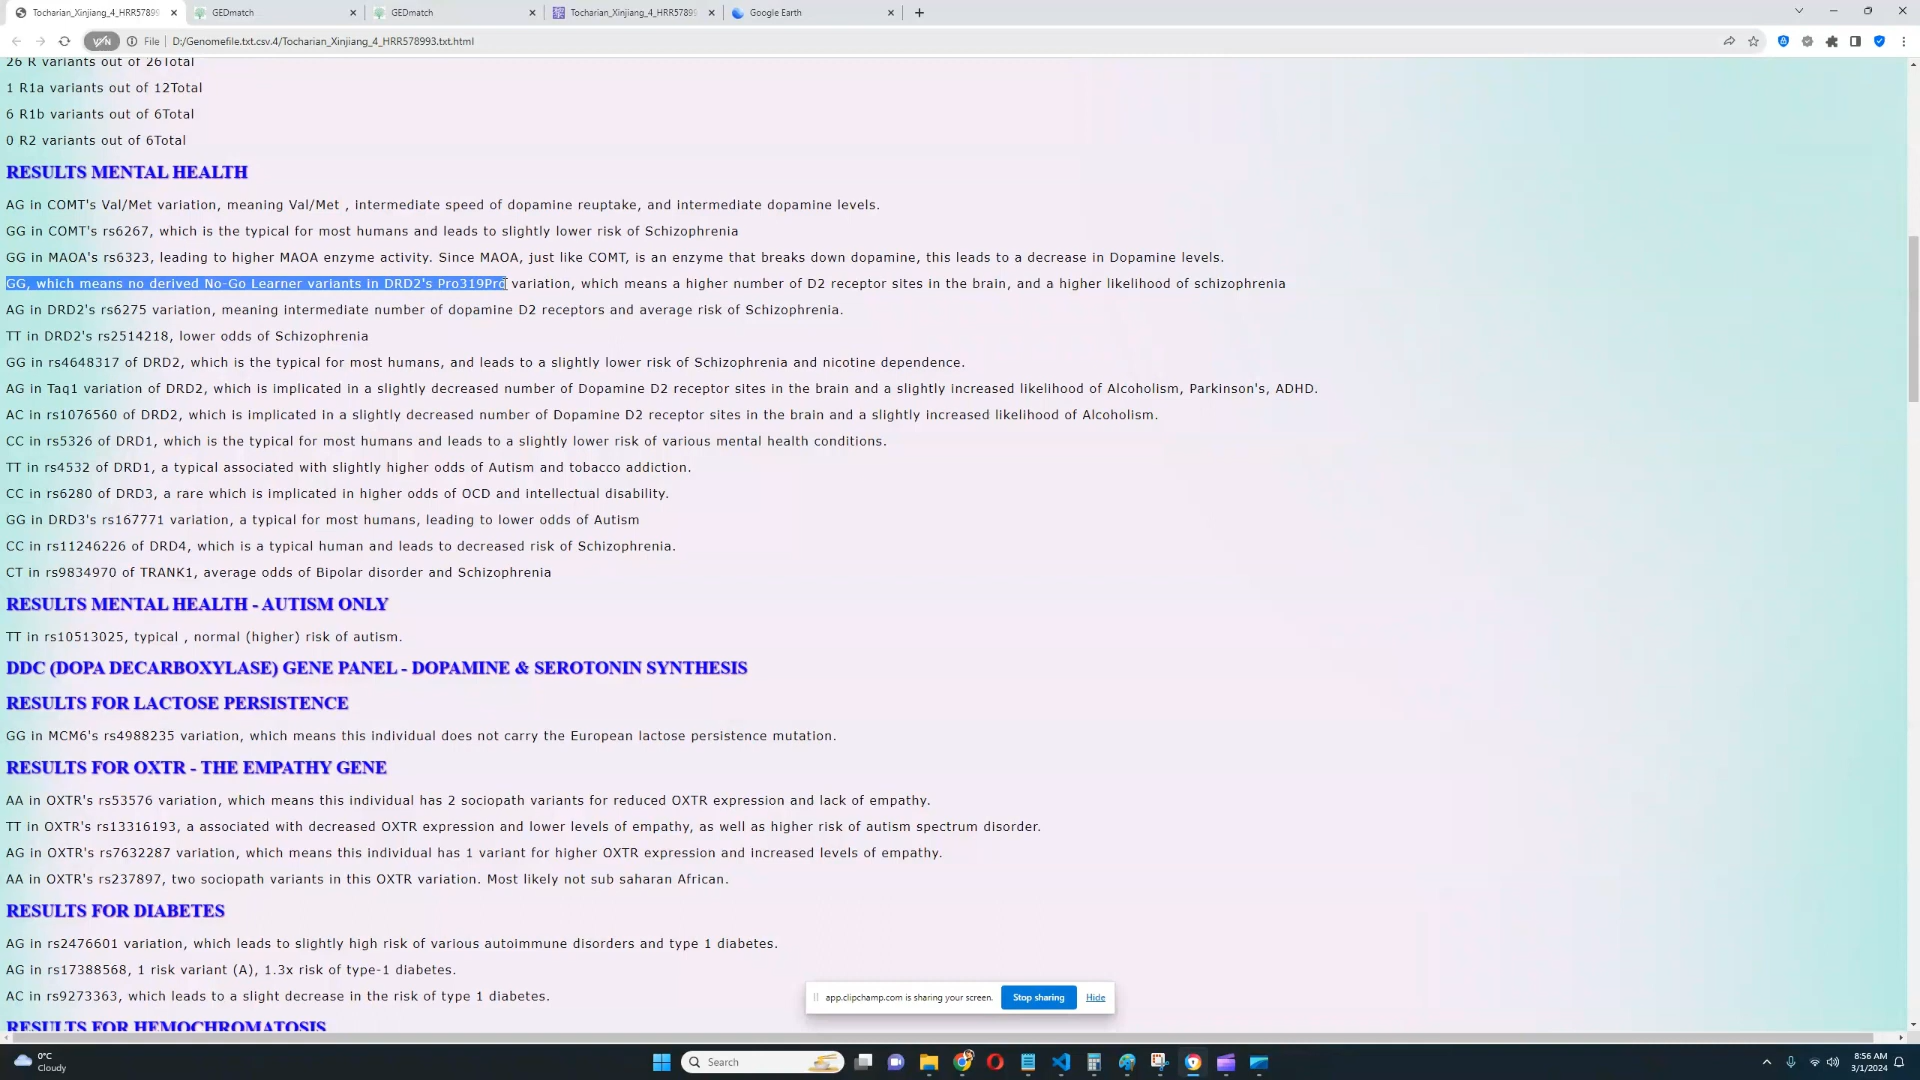 Tocharian_Xinjiang_4_HRR57899
GEDmatch
GEDmatch
Tocharian_Xinjiang_4_HRR57899
Google Earth
File D:/Genomefile.txt.csv.4/Tocharian_Xinjiang_4_HRR578993.txt.html
26 R variants out of 26Total
1 R1a variants out of 12Total
6 R1b variants out of 6Total
0 R2 variants out of 6Total
RESULTS MENTAL HEALTH
AG in COMT's Val/Met variation, meaning Val/Met , intermediate speed of dopamine reuptake, and intermediate dopamine levels.
GG in COMT's rs6267, which is the typical for most humans and leads to slightly lower risk of Schizophrenia
GG in MAOA's rs6323, leading to higher MAOA enzyme activity. Since MAOA, just like COMT, is an enzyme that breaks down dopamine, this leads to a decrease in Dopamine levels.
GG, which means no derived No-Go Learner variants in DRD2's Pro319Pro variation, which means a higher number of D2 receptor sites in the brain, and a higher likelihood of schizophrenia
AG in DRD2's rs6275 variation, meaning Intermediate number of dopamine D2 receptors and average risk of Schizophrenia.
TT in DRD2's rs2514218, lower odds of Schizophrenia
GG in rs4648317 of DRD2, which is the typical for most humans, and leads to a slightly lower risk of Schizophrenia and nicotine dependence.
AG in Taq1 variation of DRD2, which is implicated in a slightly decreased number of Dopamine D2 receptor sites in the brain and a slightly increased likelihood of Alcoholism, Parkinson's, ADHD.
AC in rs1076560 of DRD2, which is implicated in a slightly decreased number of Dopamine D2 receptor sites in the brain and a slightly increased likelihood of Alcoholism.
CC in rs5326 of DRD1, which is the typical for most humans and leads to a slightly lower risk of various mental health conditions.
TT in rs4532 of DRD1, a typical associated with slightly higher odds of Autism and tobacco addiction.
CC in rs6280 of DRD3, a rare which is implicated in higher odds of OCD and intellectual disability.
GG in DRD3's rs167771 variation, a typical for most humans, leading to lower odds of Autism
CC in rs11246226 of DRD4, which is a typical human and leads to decreased risk of Schizophrenia.
CT in rs9834970 of TRANK1, average odds of Bipolar disorder and Schizophrenia
RESULTS MENTAL HEALTH - AUTISM ONLY
TT in rs10513025, typical , normal (higher) risk of autism.
DDC (DOPA DECARBOXYLASE) GENE PANEL - DOPAMINE & SEROTONIN SYNTHESIS
RESULTS FOR LACTOSE PERSISTENCE
GG in MCM6's rs4988235 variation, which means this individual does not carry the European lactose persistence mutation.
RESULTS FOR OXTR - THE EMPATHY GENE
AA in OXTR's rs53576 variation, which means this individual has 2 sociopath variants for reduced OXTR expression and lack of empathy.
TT in OXTR's rs13316193, a associated with decreased OXTR expression and lower levels of empathy, as well as higher risk of autism spectrum disorder.
AG in OXTR's rs7632287 variation, which means this individual has 1 variant for higher OXTR expression and increased levels of empathy.
AA in OXTR's rs237897, two sociopath variants in this OXTR variation. Most likely not sub saharan African.
RESULTS FOR DIABETES
AG in rs2476601 variation, which leads to slightly high risk of various autoimmune disorders and type 1 diabetes.
AG in rs17388568, 1 risk variant (A), 1.3x risk of type-1 diabetes.
AC in rs9273363, which leads to a slight decrease in the risk of type 1 diabetes.
app.clipchamp.com is sharing your screen. Stop sharing Hide
RESULTS FOR HEMOCHROMATOSIS
0°C
Cloudy
Search
8:56 AM
3/1/2024